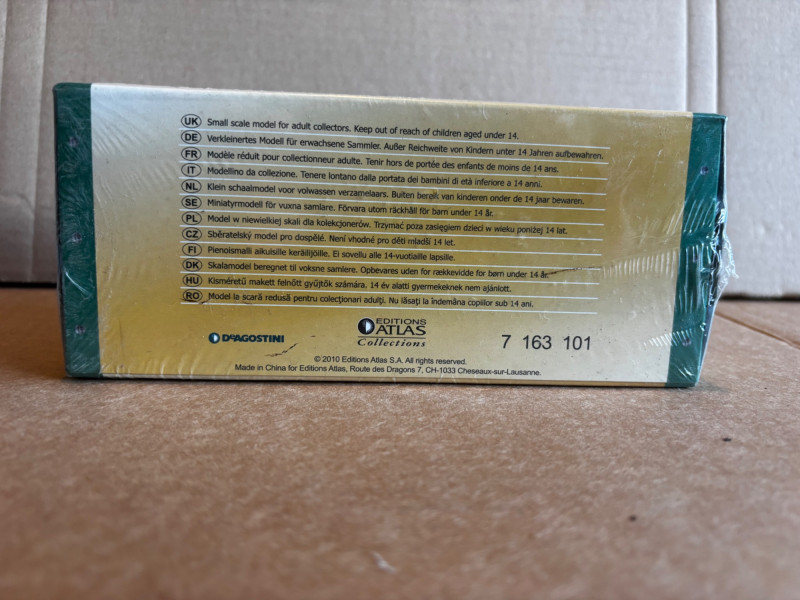 UK Small scale model for adult collectors. Keep out of reach of children aged under 14.
DE Verkleinertes Modell für erwachsene Sammler. Außer Reichweite von Kindern unter 14 Jahren aufbewahren.
FR Modèle réduit pour collectionneur adulte. Tenir hors de portée des enfants de moins de 14 ans.
IT Modellino da collezione. Tenere lontano dalla portata dei bambini di età inferiore a 14 anni.
NL Klein schaalmodel voor volwassen verzamelaars. Buiten bereik van kinderen onder de 14 jaar bewaren.
SE Miniatyrmodell för vuxna samlare. Förvara utom räckhåll för barn under 14 år.
PL Model w niewielkiej skali dla kolekcjonerów. Trzymać poza zasięgiem dzieci w wieku poniżej 14 lat.
CZ Sběratelský model pro dospělé. Není vhodné pro děti mladší 14 let.
FI Pienoismalli aikuisille keräilijöille. Ei sovellu alle 14-vuotiaille lapsille.
DK Skalamodel beregnet til voksne samlere. Opbevares uden for rækkevidde for børn under 14 år.
HU Kisméretű makett felnőtt gyűjtők számára. 14 év alatti gyermekeknek nem ajánlott.
RO Model la scară redusă pentru colecționari adulți. Nu lăsați la îndemâna copiilor sub 14 ani.
DeAGOSTINI
EDITIONS
ATLAS
Collections
7 163 101
© 2010 Editions Atlas S.A. All rights reserved.
Made in China for Editions Atlas, Route des Dragons 7, CH-1033 Cheseaux-sur-Lausanne.